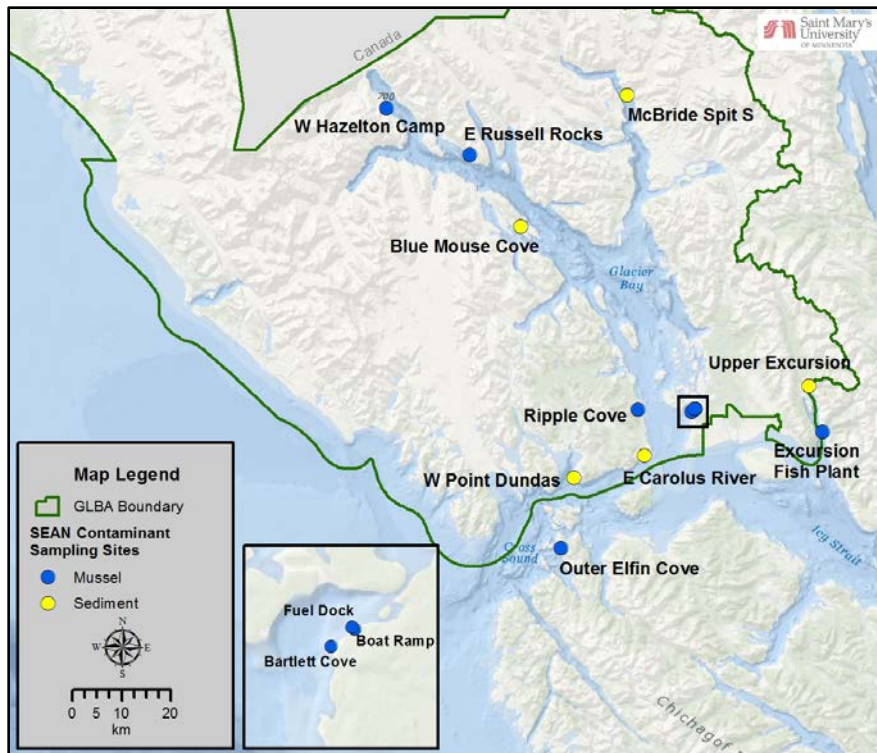 Saint Mary's
University
OF MINNESOTA
Canada
700
W Hazelton Camp
McBride Spit S
E Russell Rocks
Blue Mouse Cove
Glacier
Bay
Upper Excursion
Ripple Cove
Excursion
Fish Plant
W Point Dundas
E Carolus River
Cross
Sound
Icy Strait
Outer Elfin Cove
Chichagof
Map Legend
GLBA Boundary
SEAN Contaminant
Sampling Sites
Mussel
Sediment
N
W
E
S
0 5 10 20
km
Fuel Dock
Boat Ramp
Bartlett Cove